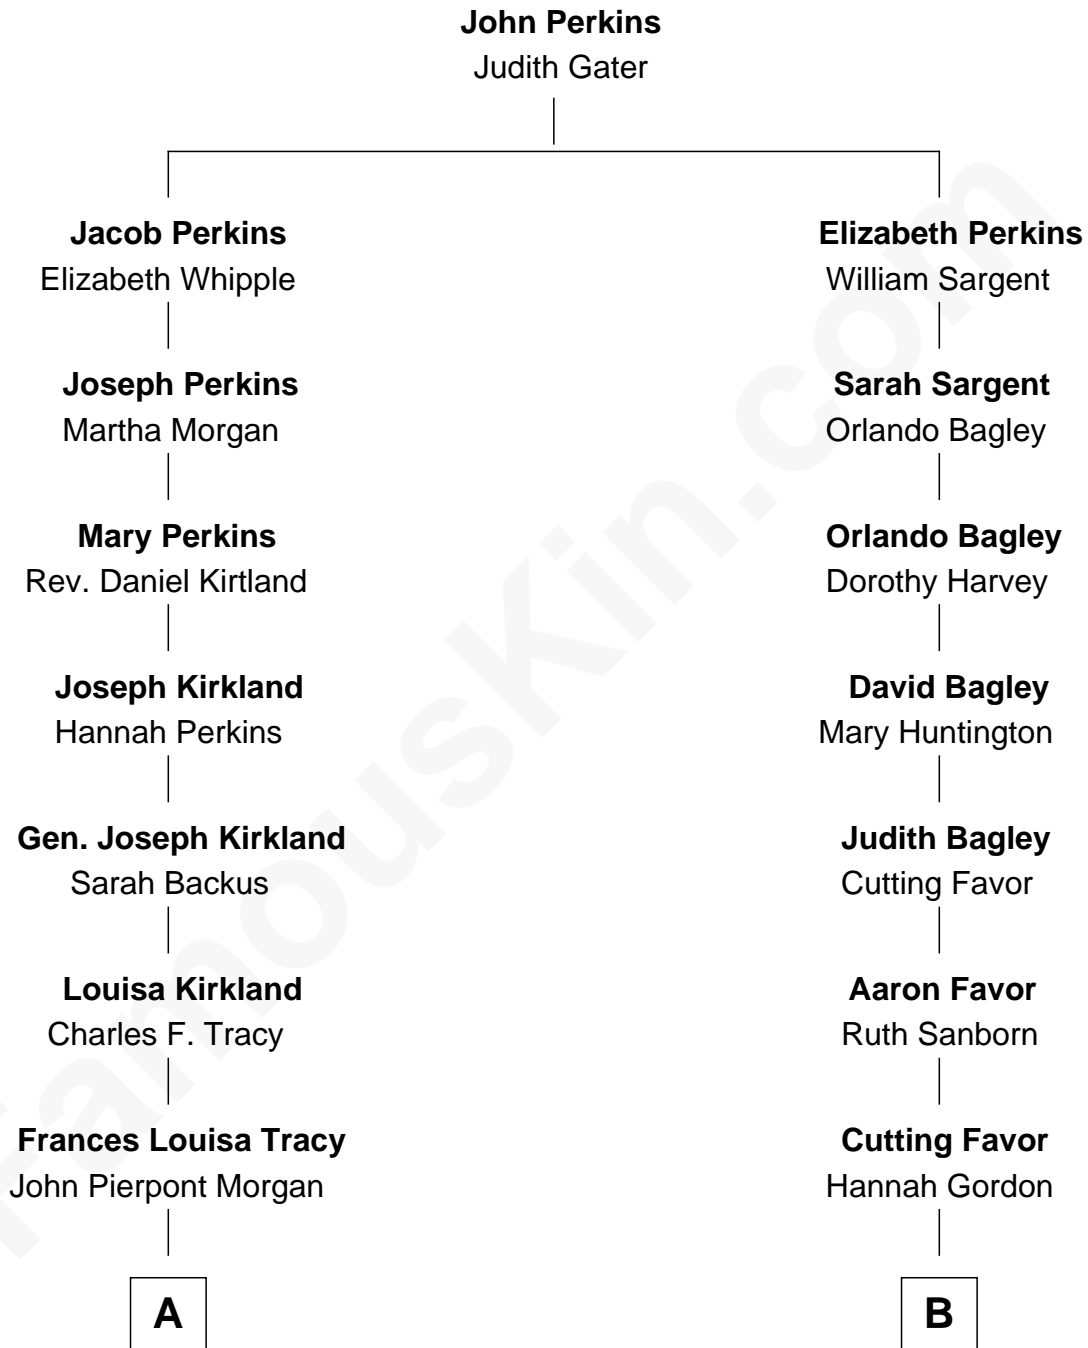 John Perkins
Judith Gater
Jacob Perkins
Elizabeth Whipple
Elizabeth Perkins
William Sargent
Joseph Perkins
Martha Morgan
Sarah Sargent
Orlando Bagley
Mary Perkins
Rev. Daniel Kirtland
Orlando Bagley
Dorothy Harvey
Joseph Kirkland
Hannah Perkins
David Bagley
Mary Huntington
Gen. Joseph Kirkland
Sarah Backus
Judith Bagley
Cutting Favor
Louisa Kirkland
Charles F. Tracy
Aaron Favor
Ruth Sanborn
Frances Louisa Tracy
John Pierpont Morgan
Cutting Favor
Hannah Gordon
A
B
FamousKin.com